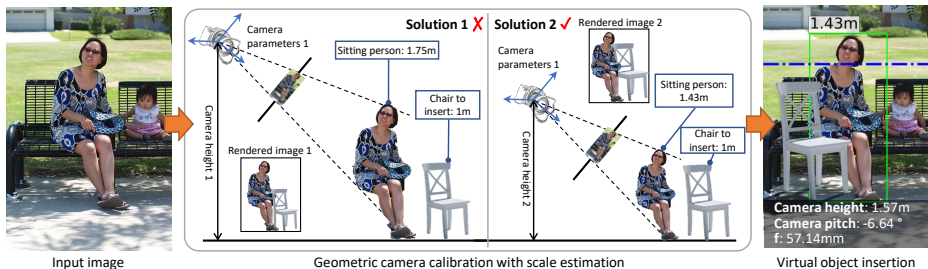 Input image
Solution 1 ✗
Camera
parameters 1
Sitting person: 1.75m
Chair to
insert: 1m
Camera height 1
Rendered image 1
Solution 2 ✓
Rendered image 2
Camera
parameters 1
Sitting person:
1.43m
Chair to
insert: 1m
Camera height 2
Geometric camera calibration with scale estimation
1.43m
Camera height: 1.57m
Camera pitch: -6.64 °
f: 57.14mm
Virtual object insertion